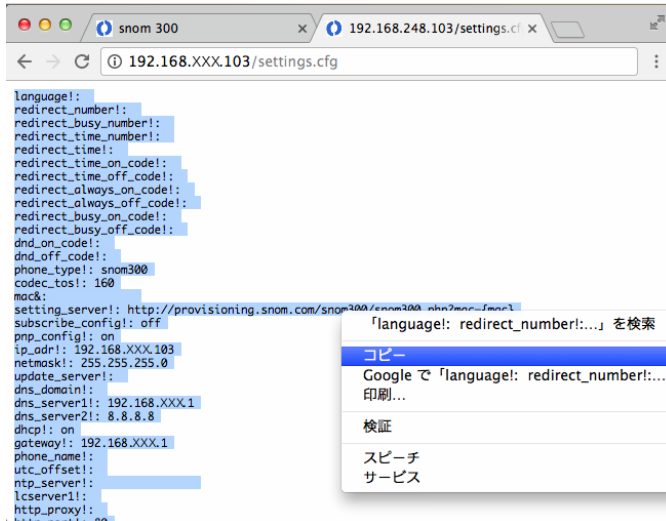 snom 300
192.168.248.103/settings.cf
192.168.XXX.103/settings.cfg
language!:
redirect_number!:
redirect_busy_number!:
redirect_time_number!:
redirect_time!:
redirect_time_on_code!:
redirect_time_off_code!:
redirect_always_on_code!:
redirect_always_off_code!:
redirect_busy_on_code!:
redirect_busy_off_code!:
dnd_on_code!:
dnd_off_code!:
phone_type!: snom300
codec_tos!: 160
mac&:
setting_server!: http://provisioning.snom.com/snom300/snom300.php?mac={mac}
subscribe_config!: off
pnp_config!: on
ip_adr!: 192.168.XXX.103
netmask!: 255.255.255.0
update_server!:
dns_domain!:
dns_server1!: 192.168.XXX.1
dns_server2!: 8.8.8.8
dhcp!: on
gateway!: 192.168.XXX.1
phone_name!:
utc_offset!:
ntp_server!:
lcserver1!:
http_proxy!:
「language!: redirect_number!:...」を検索
コピー
Google で「language!: redirect_number!:...
印刷...
検証
スピーチ
サービス